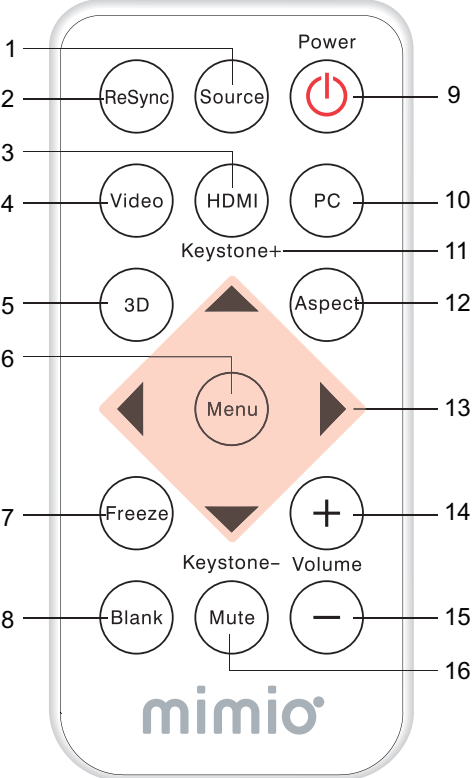 Power
1
2 ReSync Source 9
3
4 Video HDMI PC 10
Keystone+ 11
5 3D Aspect 12
6
Menu 13
7 Freeze + 14
Keystone– Volume
8 Blank Mute – 15
16
mimio